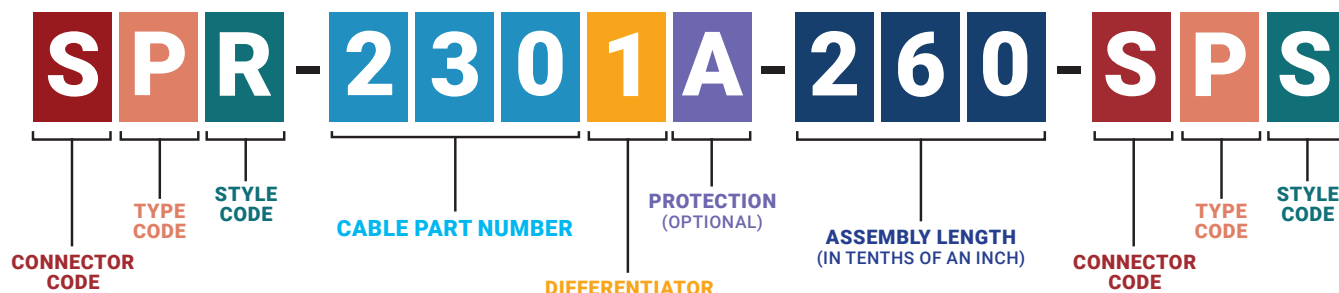 SPR-2301A-260-SPS
STYLE
CODE
PROTECTION
(OPTIONAL)
STYLE
CODE
TYPE
CODE
CABLE PART NUMBER
ASSEMBLY LENGTH
(IN TENTHS OF AN INCH)
TYPE
CODE
CONNECTOR
CODE
DIFFERENTIATOR
CONNECTOR
CODE